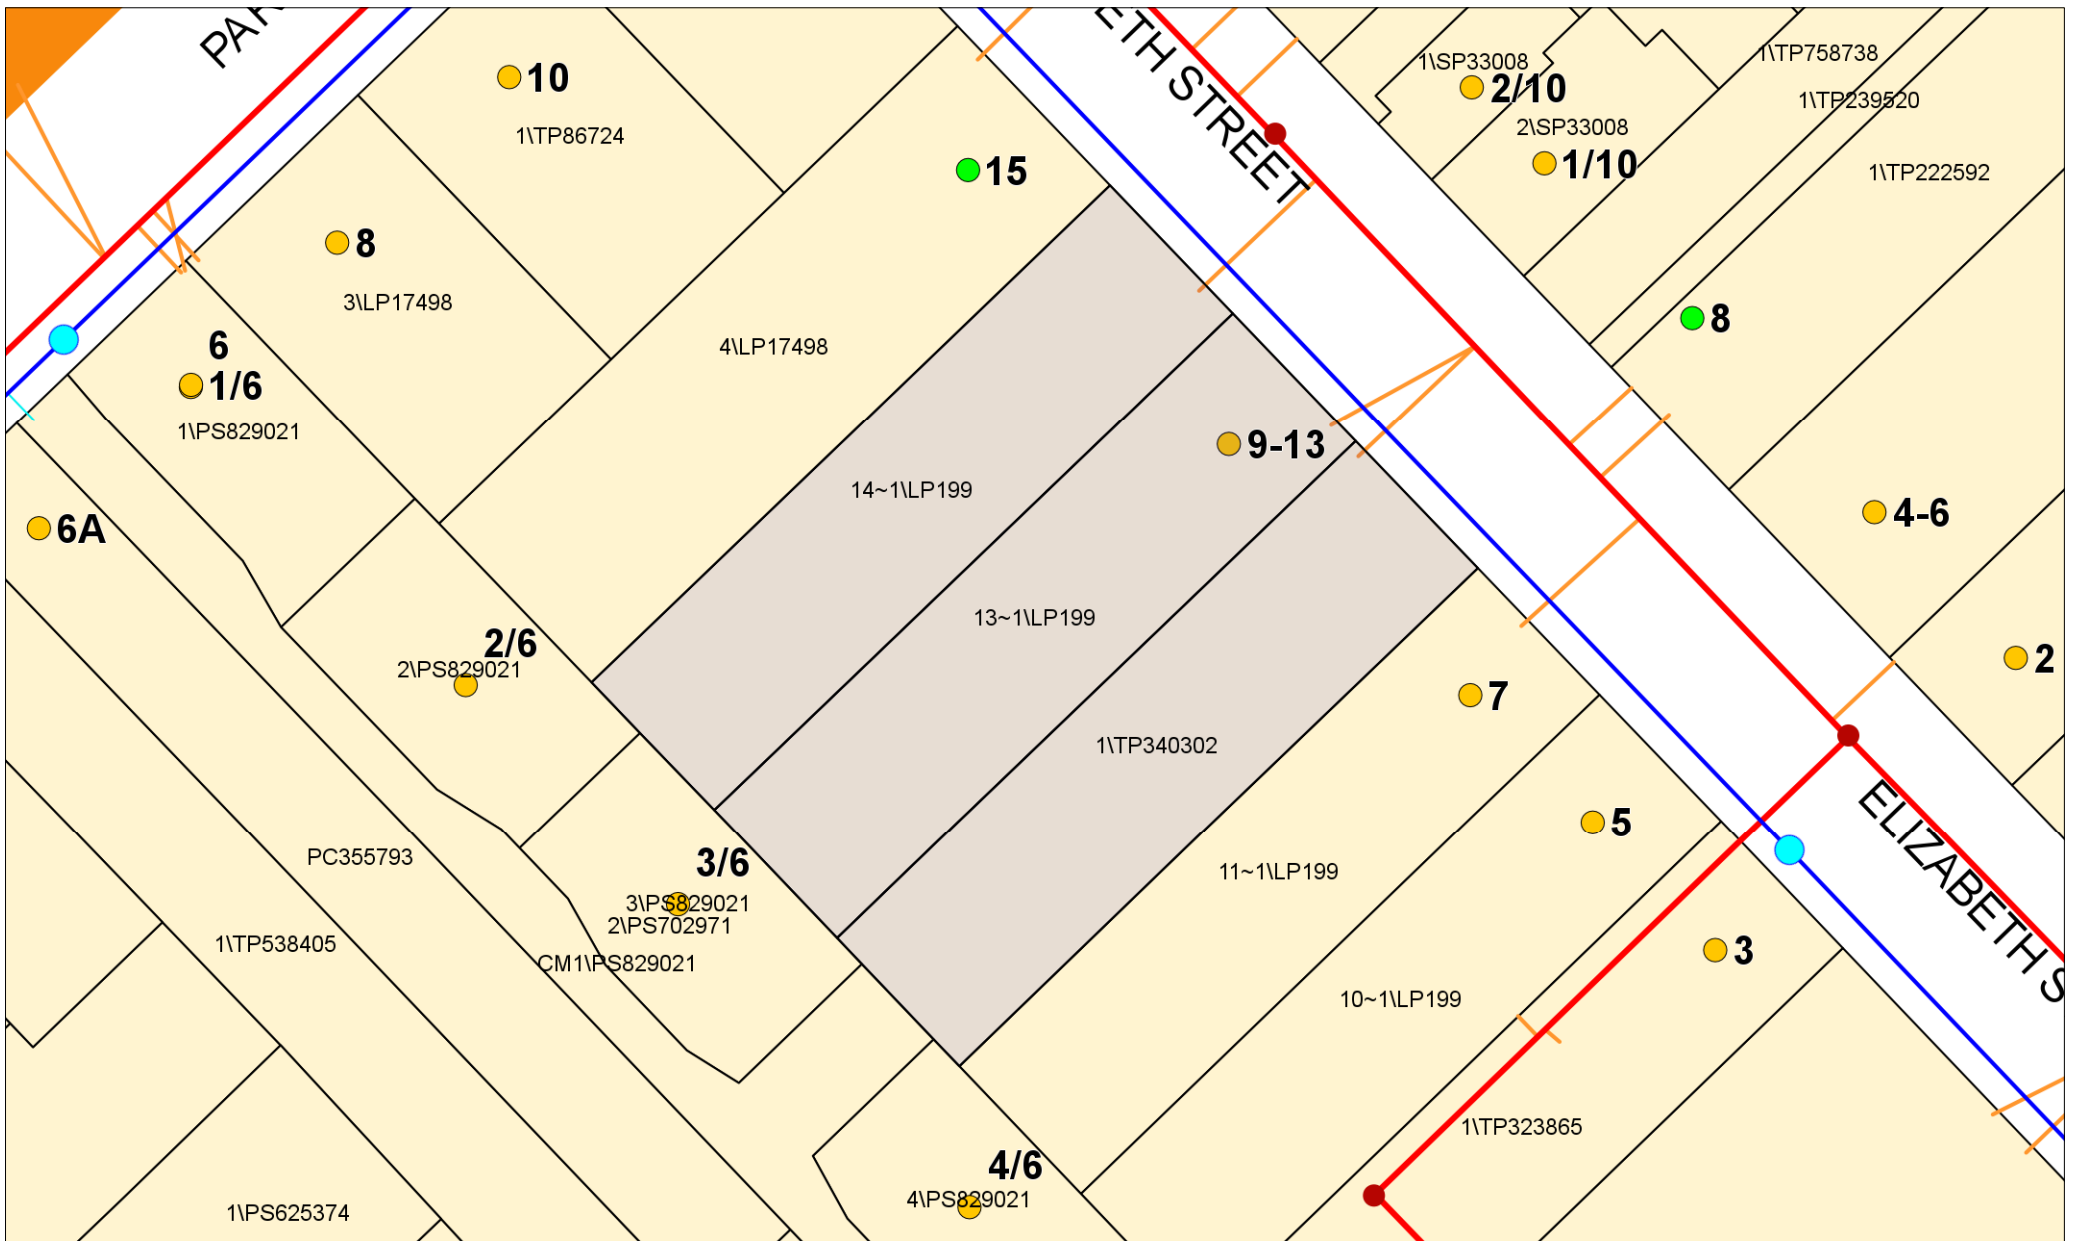 PAR
ETH STREET
10
1\TP86724
15
1\SP33008
2/10
2\SP33008
1/10
1\TP758738
1\TP239520
1\TP222592
8
3\LP17498
4\LP17498
8
6
1/6
1\PS829021
6A
14~1\LP199
9-13
4-6
13~1\LP199
2/6
2\PS829021
2
7
1\TP340302
5
ELIZABETH S
PC355793
3/6
11~1\LP199
3\PS829021
2\PS702971
CM1\PS829021
1\TP538405
3
10~1\LP199
1\TP323865
4/6
4\PS829021
1\PS625374